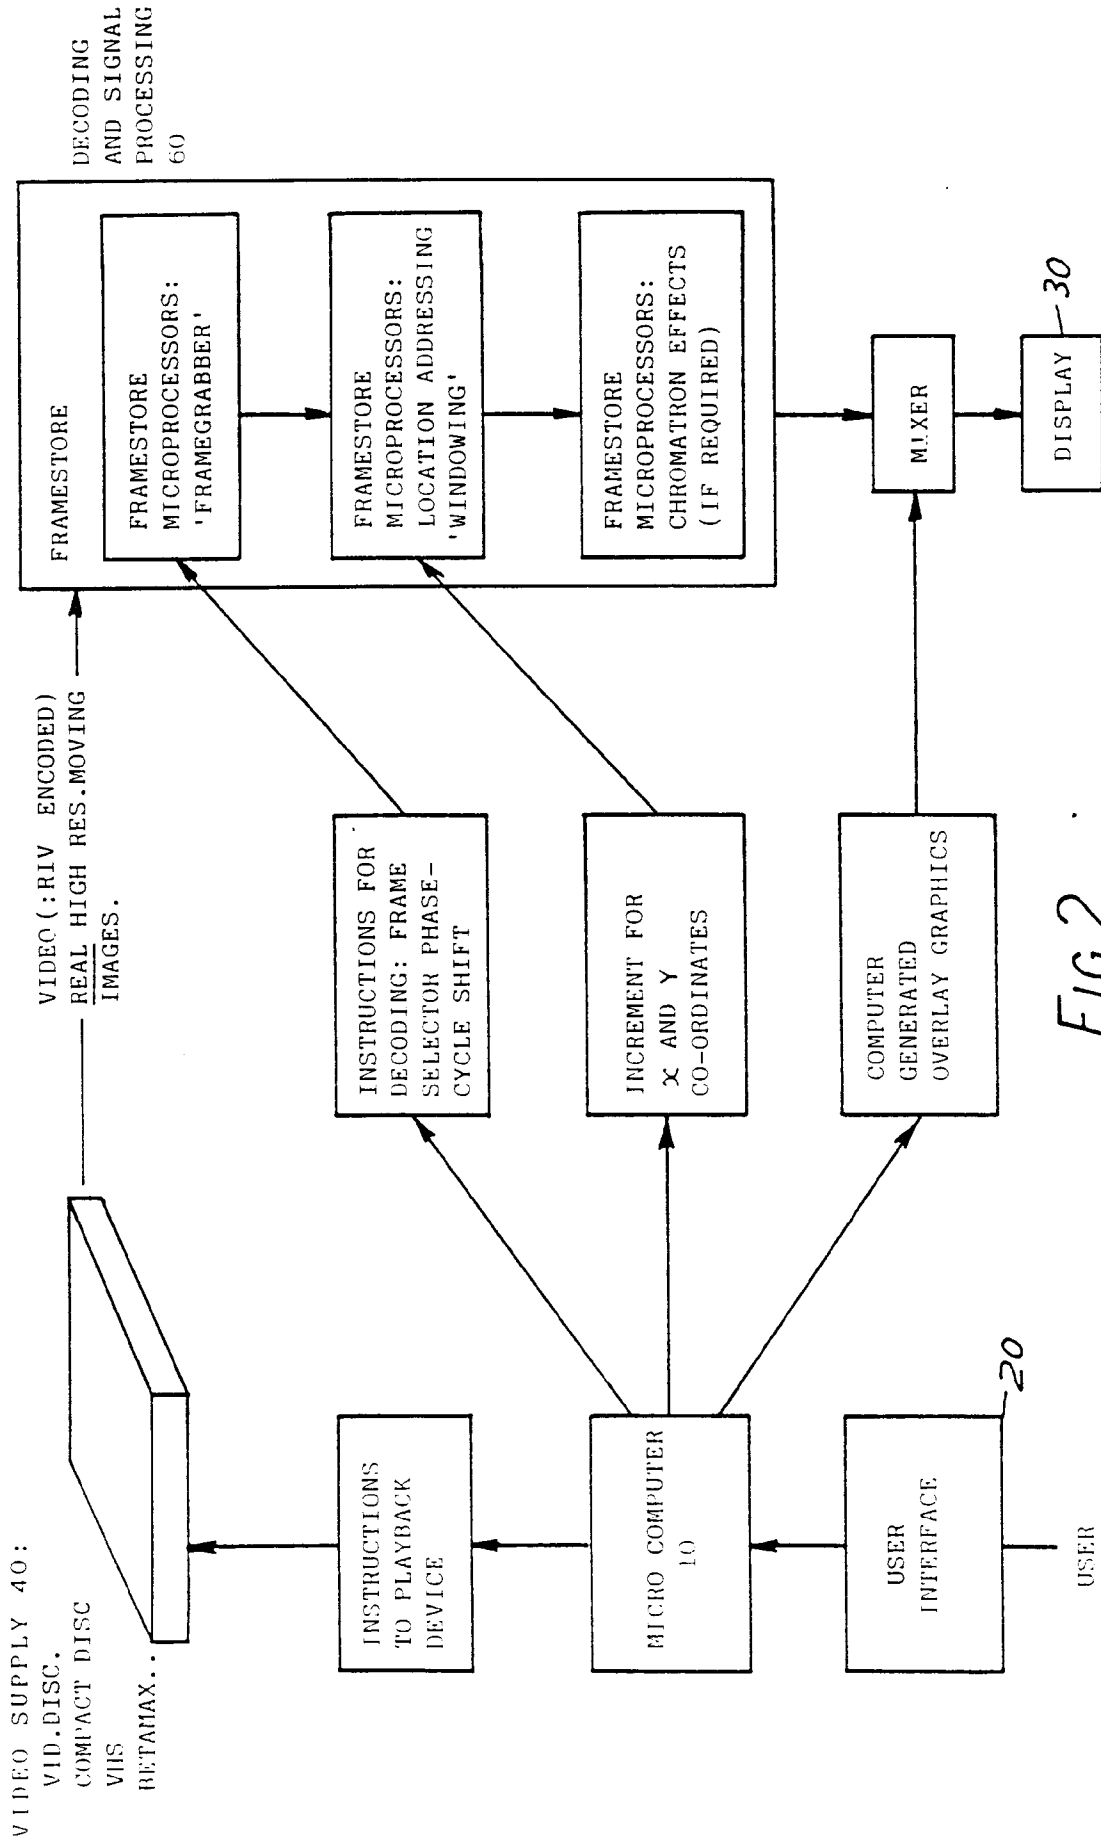 VIDEO SUPPLY 40:
VID.DISC.
COMPACT DISC
VHS
BETAMAX..
VIDEO(:RIV ENCODED)
REAL HIGH RES.MOVING
IMAGES.
DECODING
AND SIGNAL
PROCESSING
60
FRAMESTORE
FRAMESTORE
MICROPROCESSORS:
'FRAMEGRABBER'
FRAMESTORE
MICROPROCESSORS:
LOCATION ADDRESSING
'WINDOWING'
FRAMESTORE
MICROPROCESSORS:
CHROMATRON EFFECTS
(IF REQUIRED)
INSTRUCTIONS
TO PLAYBACK
DEVICE
INSTRUCTIONS FOR
DECODING: FRAME
SELECTOR PHASE-
CYCLE SHIFT
MICRO COMPUTER
10
INCREMENT FOR
x AND Y
CO-ORDINATES
USER
INTERFACE
20
COMPUTER
GENERATED
OVERLAY GRAPHICS
MIXER
DISPLAY
30
USER
FIG 2